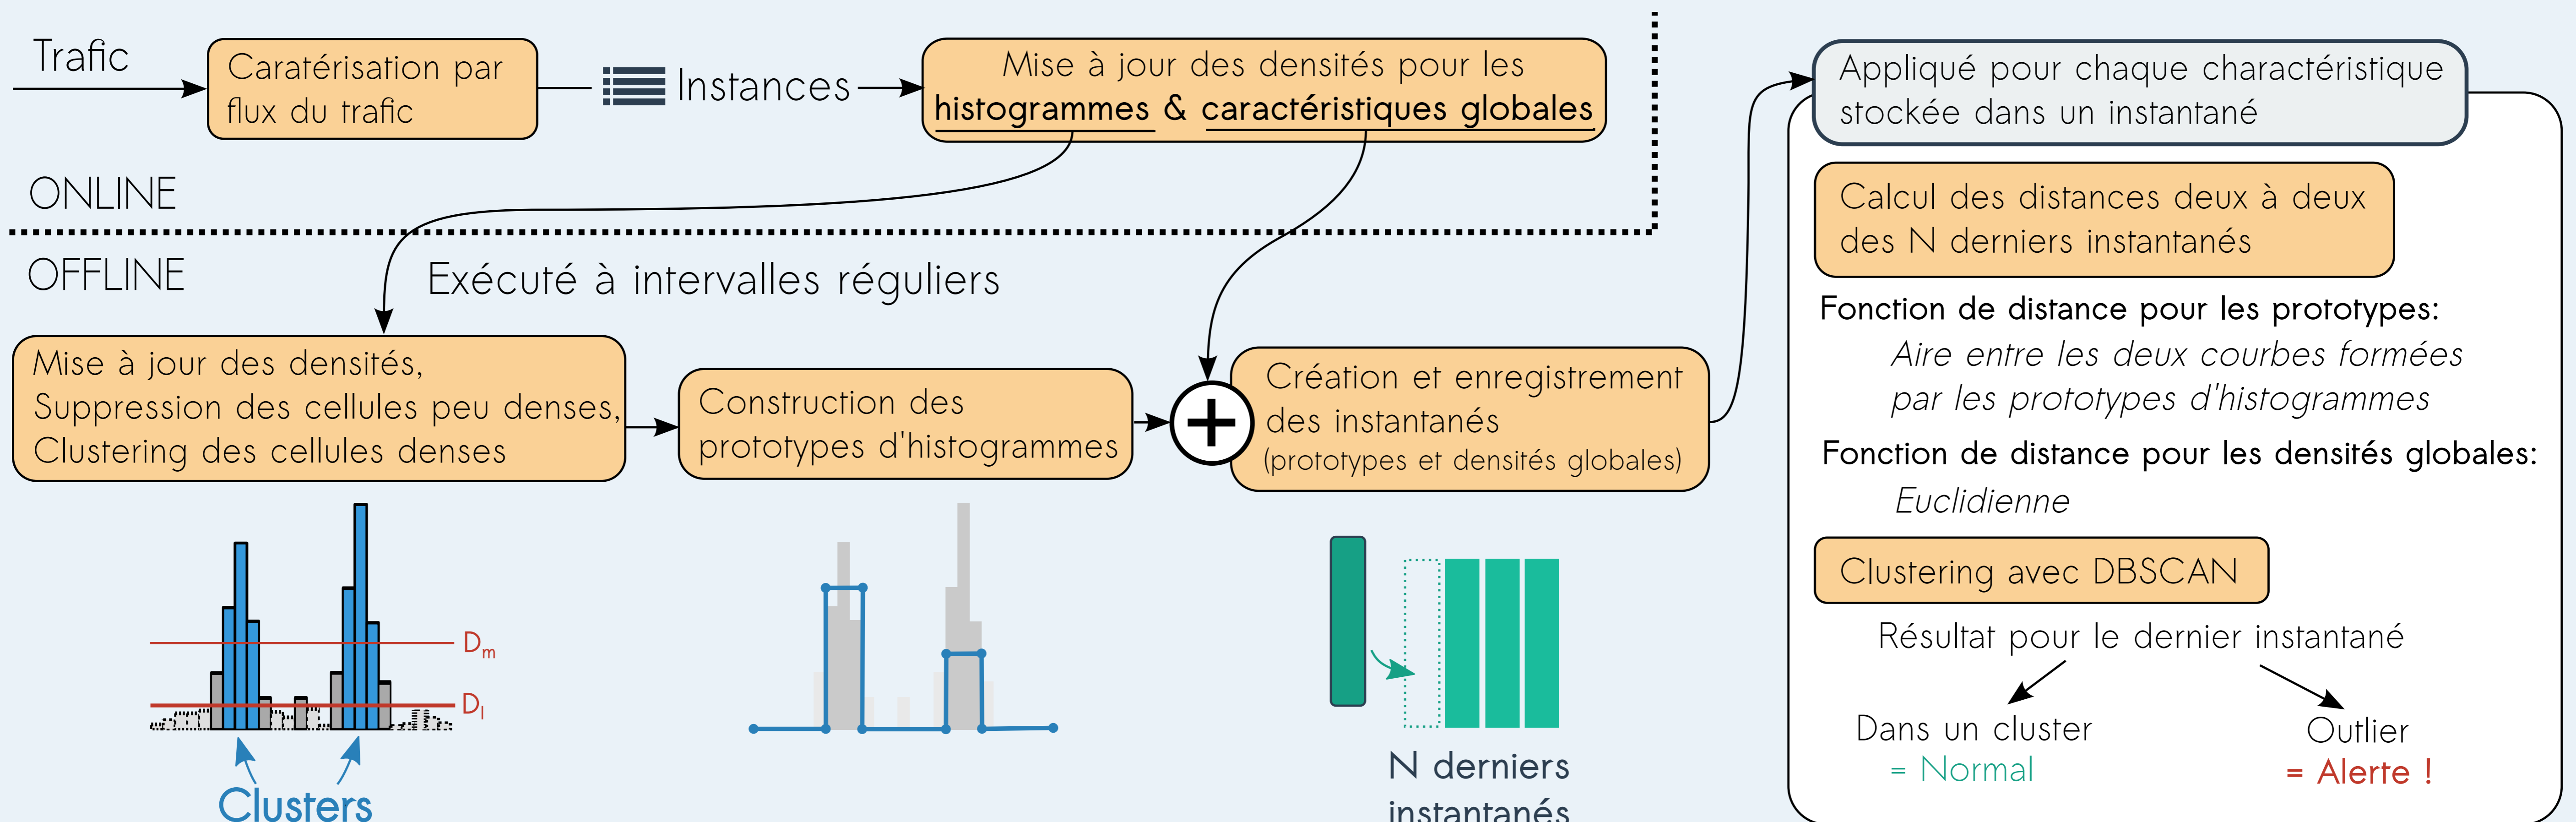 Trafic
Caratérisation par
flux du trafic
Instances
Mise à jour des densités pour les
histogrammes & caractéristiques globales
ONLINE
OFFLINE
Exécuté à intervalles réguliers
Mise à jour des densités,
Suppression des cellules peu denses,
Clustering des cellules denses
Construction des
prototypes d'histogrammes
+
Création et enregistrement
des instantanés
(prototypes et densités globales)
Dm
Dl
Clusters
N derniers
instantanés
Appliqué pour chaque charactéristique
stockée dans un instantané
Calcul des distances deux à deux
des N derniers instantanés
Fonction de distance pour les prototypes:
Aire entre les deux courbes formées
par les prototypes d'histogrammes
Fonction de distance pour les densités globales:
Euclidienne
Clustering avec DBSCAN
Résultat pour le dernier instantané
Dans un cluster
= Normal
Outlier
= Alerte !